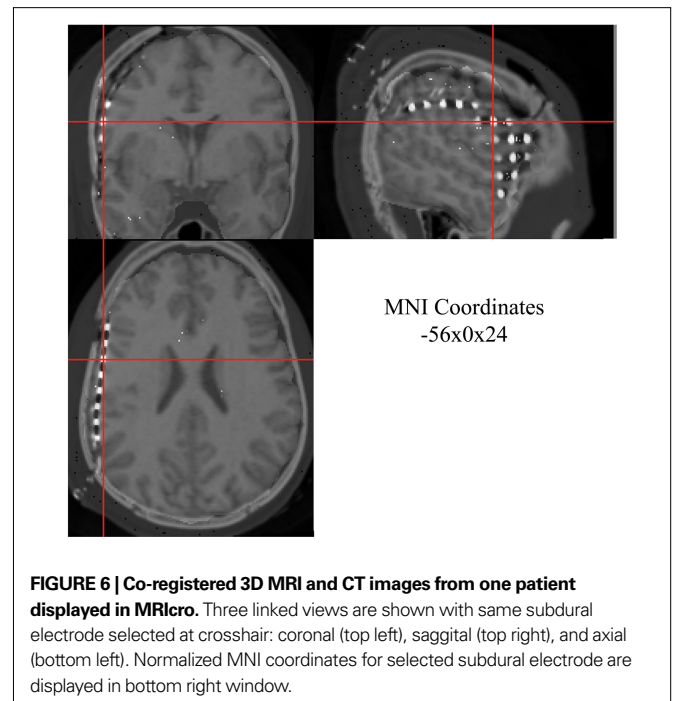 MNI Coordinates
-56x0x24
FIGURE 6 | Co-registered 3D MRI and CT images from one patient
displayed in MRIcro. Three linked views are shown with same subdural
electrode selected at crosshair: coronal (top left), saggital (top right), and axial
(bottom left). Normalized MNI coordinates for selected subdural electrode are
displayed in bottom right window.